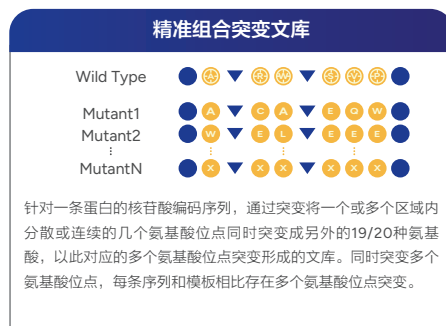 精准组合突变文库
Wild Type
Mutant1 A C A E Q W
Mutant2 W E L E E E
MutantN X X X X X X
针对一条蛋白的核苷酸编码序列，通过突变将一个或多个区域内
分散或连续的几个氨基酸位点同时突变成另外的19/20种氨基
酸，以此对应的多个氨基酸位点突变形成的文库。同时突变多个
氨基酸位点，每条序列和模板相比存在多个氨基酸位点突变。